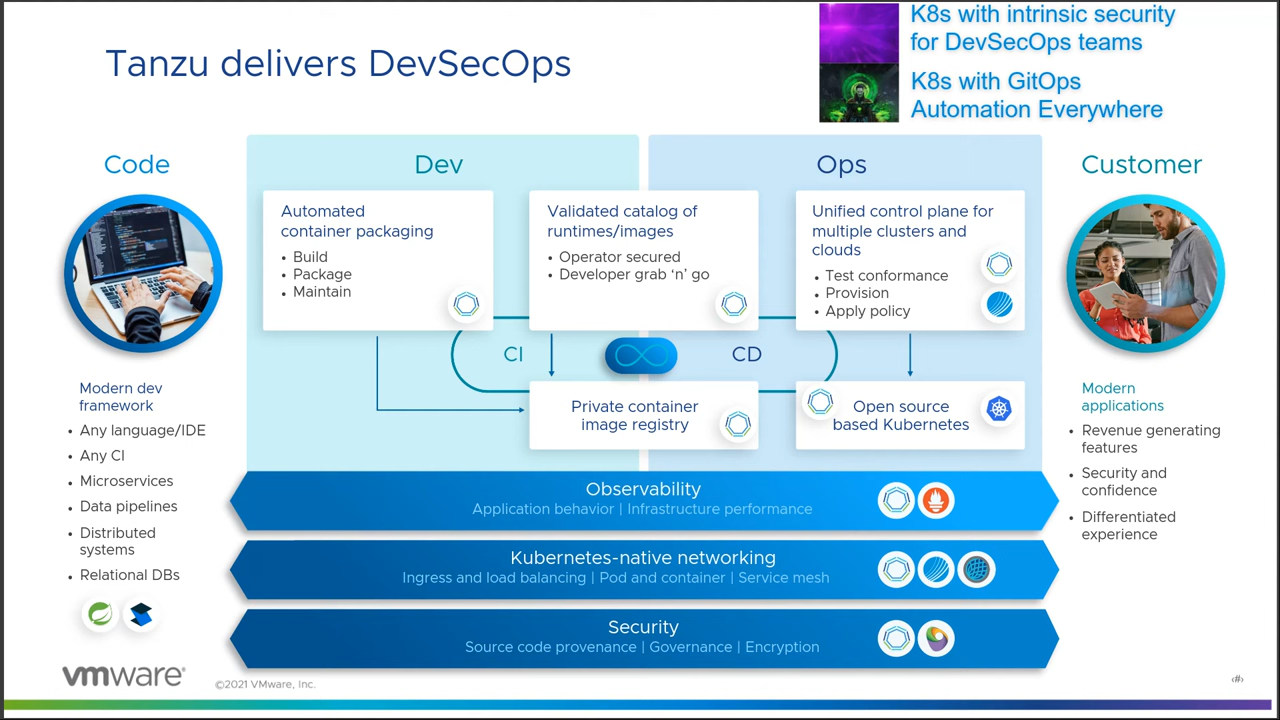 K8s with intrinsic security
for DevSecOps teams
Tanzu delivers DevSecOps
K8s with GitOps
Automation Everywhere
Code
Dev
Ops
Customer
Automated
container packaging
• Build
• Package
• Maintain
Validated catalog of
runtimes/images
• Operator secured
• Developer grab ‘n’ go
Unified control plane for
multiple clusters and
clouds
• Test conformance
• Provision
• Apply policy
CI
CD
Private container
image registry
Open source
based Kubernetes
Modern dev
framework
• Any language/IDE
• Any CI
• Microservices
• Data pipelines
• Distributed
systems
• Relational DBs
Modern
applications
• Revenue generating
features
• Security and
confidence
• Differentiated
experience
Observability
Application behavior | Infrastructure performance
Kubernetes-native networking
Ingress and load balancing | Pod and container | Service mesh
Security
Source code provenance | Governance | Encryption
vmware®
©2021 VMware, Inc.
‹#›